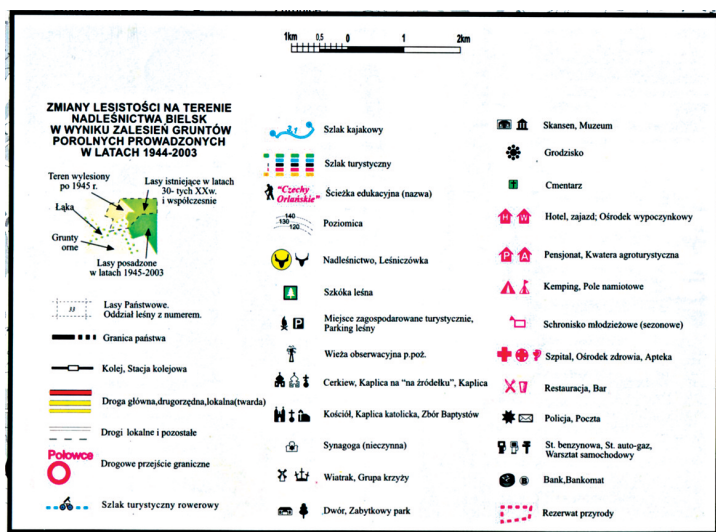 1km 0,5 0 1 2km
ZMIANY LESISTOŚCI NA TERENIE
NADLEŚNICTWA BIELSK
W WYNIKU ZALESIEŃ GRUNTÓW
POROLNYCH PROWADZONYCH
W LATACH 1944-2003
Teren wylesiony
po 1945 r.
Lasy istniejące w latach
30- tych XXw.
i współczesnie
Łąka
Grunty
orne
Lasy posadzone
w latach 1945-2003
33
Lasy Państwowe.
Oddział leśny z numerem.
Granica państwa
Kolej, Stacja kolejowa
Droga główna,drugorzędna,lokalna(twarda)
Drogi lokalne i pozostałe
Połowce
Drogowe przejście graniczne
Szlak turystyczny rowerowy
2,1
Szlak kajakowy
Szlak turystyczny
"Czechy
Orlańskie"
Ścieżka edukacyjna (nazwa)
140
130
120
Poziomica
Nadleśnictwo, Leśniczówka
Szkóka leśna
P
Miejsce zagospodarowane turystycznie,
Parking leśny
Wieża obserwacyjna p.poż.
Cerkiew, Kaplica na "na źródełku", Kaplica
Kościół, Kaplica katolicka, Zbór Baptystów
Synagoga (nieczynna)
Wiatrak, Grupa krzyży
Dwór, Zabytkowy park
Skansen, Muzeum
Grodzisko
Cmentarz
H W
Hotel, zajazd; Ośrodek wypoczynkowy
P A
Pensjonat, Kwatera agroturystyczna
Kemping, Pole namiotowe
Schronisko młodzieżowe (sezonowe)
Szpital, Ośrodek zdrowia, Apteka
Restauracja, Bar
Policja, Poczta
St. benzynowa, St. auto-gaz,
Warsztat samochodowy
Bank,Bankomat
Rezerwat przyrody